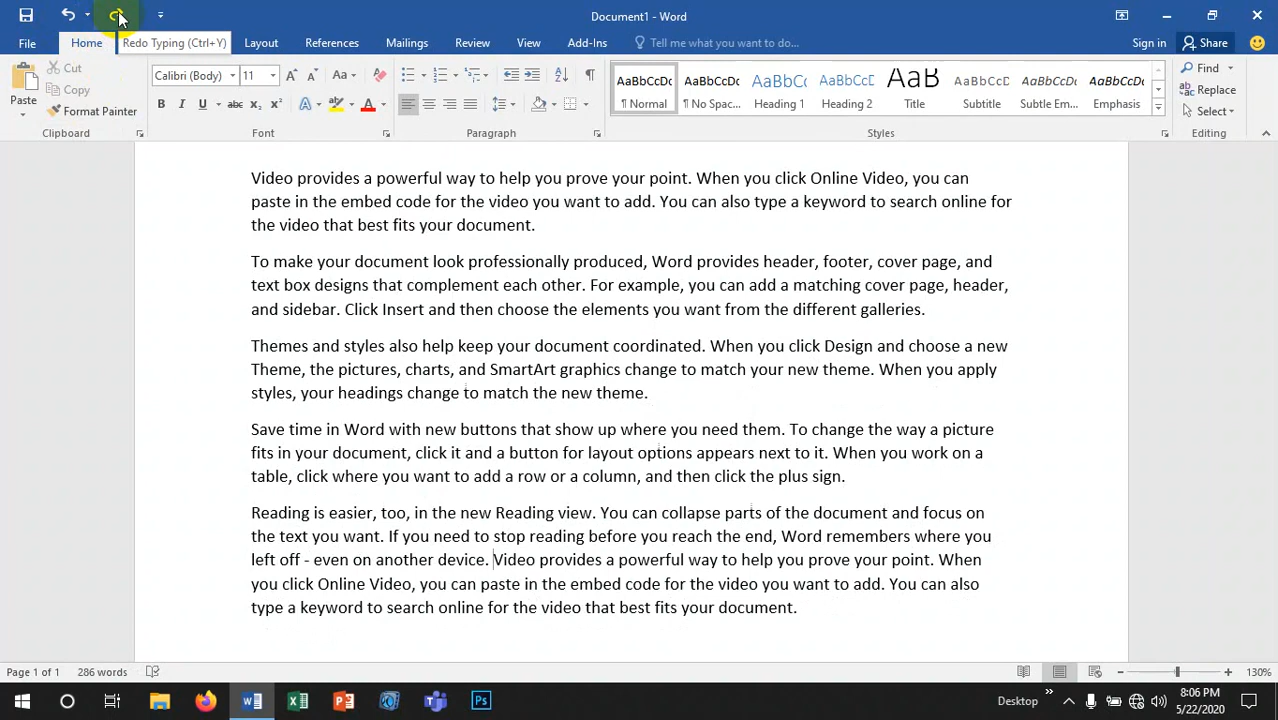 Document1 - Word
File Home Redo Typing (Ctrl+Y) Layout References Mailings Review View Add-Ins Tell me what you want to do... Sign in Share
Paste Cut Copy Format Painter
Calibri (Body) 11 Aa
B I U abc x2 x2 A A
AaBbCcDc AaBbCcDc AaBbCc AaBbCcD AaB AaBbCcD AaBbCcDc AaBbCcDc
¶ Normal ¶ No Spac... Heading 1 Heading 2 Title Subtitle Subtle Em... Emphasis
Find Replace Select
Clipboard Font Paragraph Styles Editing
Video provides a powerful way to help you prove your point. When you click Online Video, you can
paste in the embed code for the video you want to add. You can also type a keyword to search online for
the video that best fits your document.
To make your document look professionally produced, Word provides header, footer, cover page, and
text box designs that complement each other. For example, you can add a matching cover page, header,
and sidebar. Click Insert and then choose the elements you want from the different galleries.
Themes and styles also help keep your document coordinated. When you click Design and choose a new
Theme, the pictures, charts, and SmartArt graphics change to match your new theme. When you apply
styles, your headings change to match the new theme.
Save time in Word with new buttons that show up where you need them. To change the way a picture
fits in your document, click it and a button for layout options appears next to it. When you work on a
table, click where you want to add a row or a column, and then click the plus sign.
Reading is easier, too, in the new Reading view. You can collapse parts of the document and focus on
the text you want. If you need to stop reading before you reach the end, Word remembers where you
left off - even on another device. Video provides a powerful way to help you prove your point. When
you click Online Video, you can paste in the embed code for the video you want to add. You can also
type a keyword to search online for the video that best fits your document.
Page 1 of 1 286 words 130%
Desktop 8:06 PM
5/22/2020